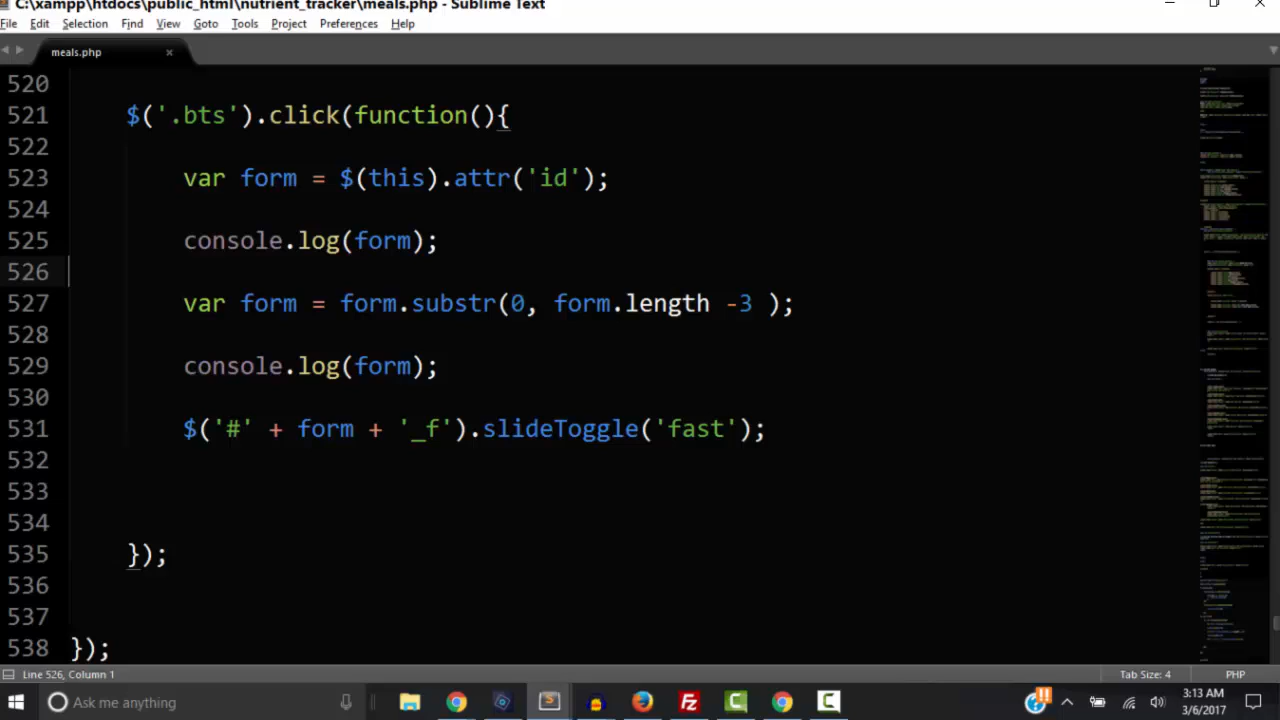 C:\xampp\htdocs\public_html\nutrient_tracker\meals.php - Sublime Text
File Edit Selection Find View Goto Tools Project Preferences Help
meals.php ×
520
521 $('.bts').click(function(){
522
523 var form = $(this).attr('id');
524
525 console.log(form);
526
527 var form = form.substr(0, form.length -3 );
528
529 console.log(form);
530
531 $('#' + form + '_f').slideToggle('fast');
532
533
534
535 });
536
537
538 });
Line 526, Column 1 Tab Size: 4 PHP
Ask me anything
3:13 AM
3/6/2017